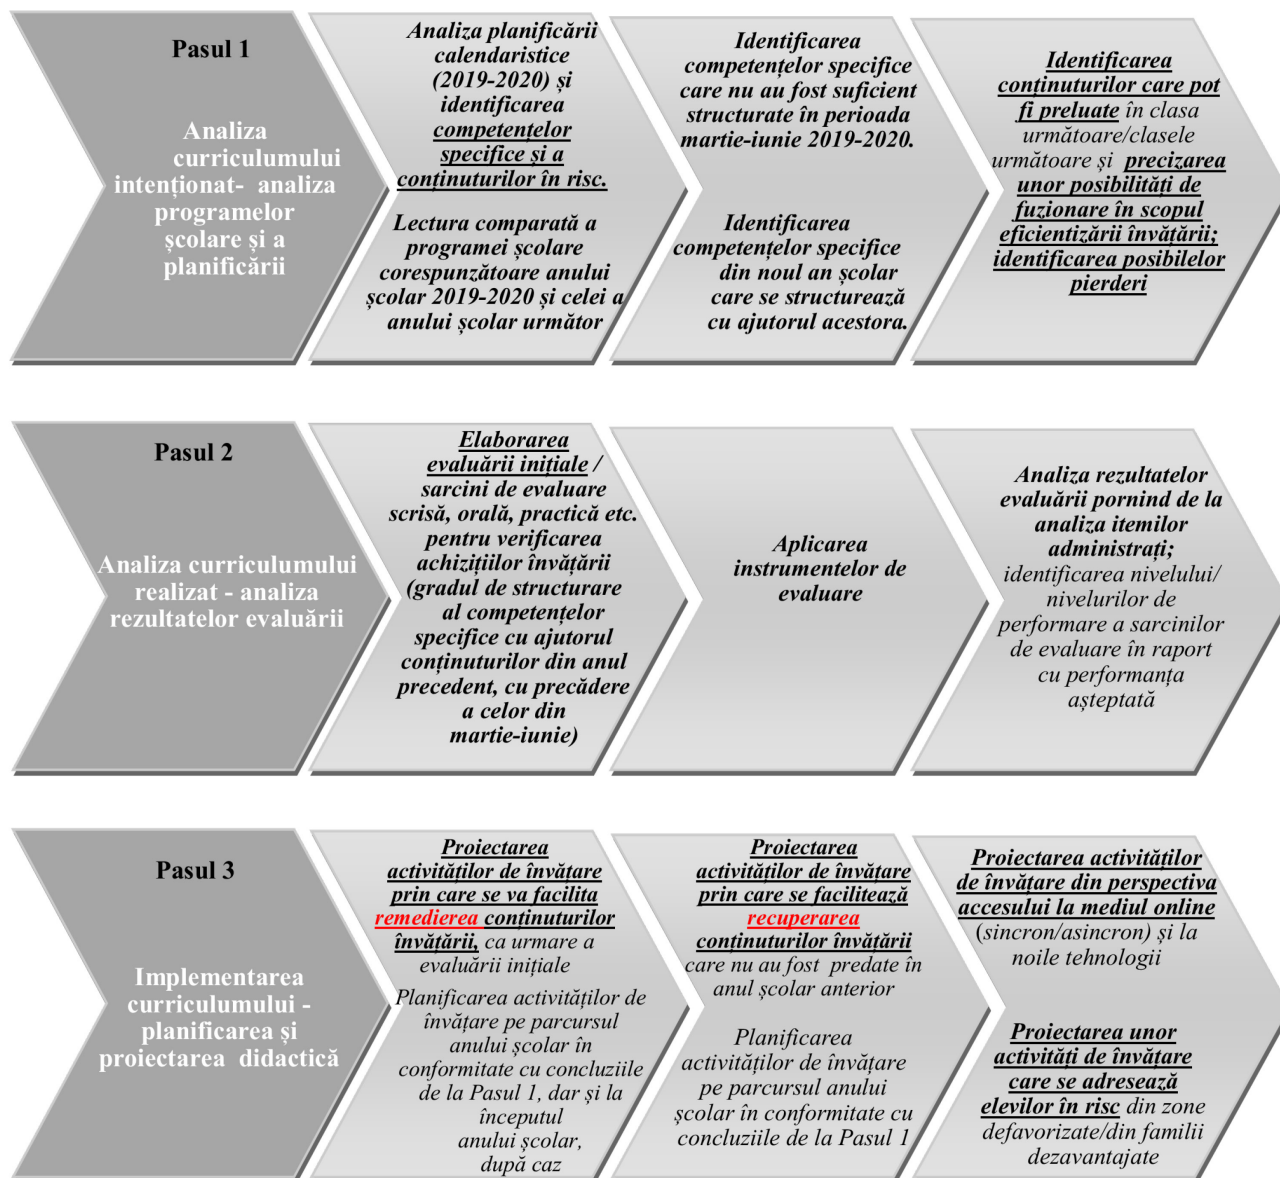 Pasul 1
Analiza
curriculumului
intenționat- analiza
programelor
școlare și a
planificării
Analiza planificării
calendaristice
(2019-2020) și
identificarea
competențelor
specifice și a
conținuturilor în risc.
Lectura comparată a
programei școlare
corespunzătoare anului
școlar 2019-2020 și celei a
anului școlar următor
Identificarea
competențelor specifice
care nu au fost suficient
structurate în perioada
martie-iunie 2019-2020.
Identificarea
competențelor specifice
din noul an școlar
care se structurează
cu ajutorul acestora.
Identificarea
conținuturilor care pot
fi preluate în clasa
următoare/clasele
următoare și precizarea
unor posibilități de
fuzionare în scopul
eficientizării învățării;
identificarea posibilelor
pierderi
Pasul 2
Analiza curriculumului
realizat - analiza
rezultatelor evaluării
Elaborarea
evaluării inițiale /
sarcini de evaluare
scrisă, orală, practică etc.
pentru verificarea
achizițiilor învățării
(gradul de structurare
al competențelor
specifice cu ajutorul
conținuturilor din anul
precedent, cu precădere
a celor din
martie-iunie)
Aplicarea
instrumentelor de
evaluare
Analiza rezultatelor
evaluării pornind de la
analiza itemilor
administrați;
identificarea nivelului/
nivelurilor de
performare a sarcinilor
de evaluare în raport
cu performanța
așteptată
Pasul 3
Implementarea
curriculumului -
planificarea și
proiectarea didactică
Proiectarea
activităților de învățare
prin care se va facilita
remedierea conținuturilor
învățării, ca urmare a
evaluării inițiale
Planificarea activităților de
învățare pe parcursul
anului școlar în
conformitate cu concluziile
de la Pasul 1, dar și la
începutul
anului școlar,
după caz
Proiectarea
activităților de învățare
prin care se facilitează
recuperarea
conținuturilor învățării
care nu au fost predate în
anul școlar anterior
Planificarea
activităților de învățare
pe parcursul anului
școlar în conformitate cu
concluziile de la Pasul 1
Proiectarea activităților
de învățare din perspectiva
accesului la mediul online
(sincron/asincron) și la
noile tehnologii
Proiectarea unor
activități de învățare
care se adresează
elevilor în risc din zone
defavorizate/din familii
dezavantajate